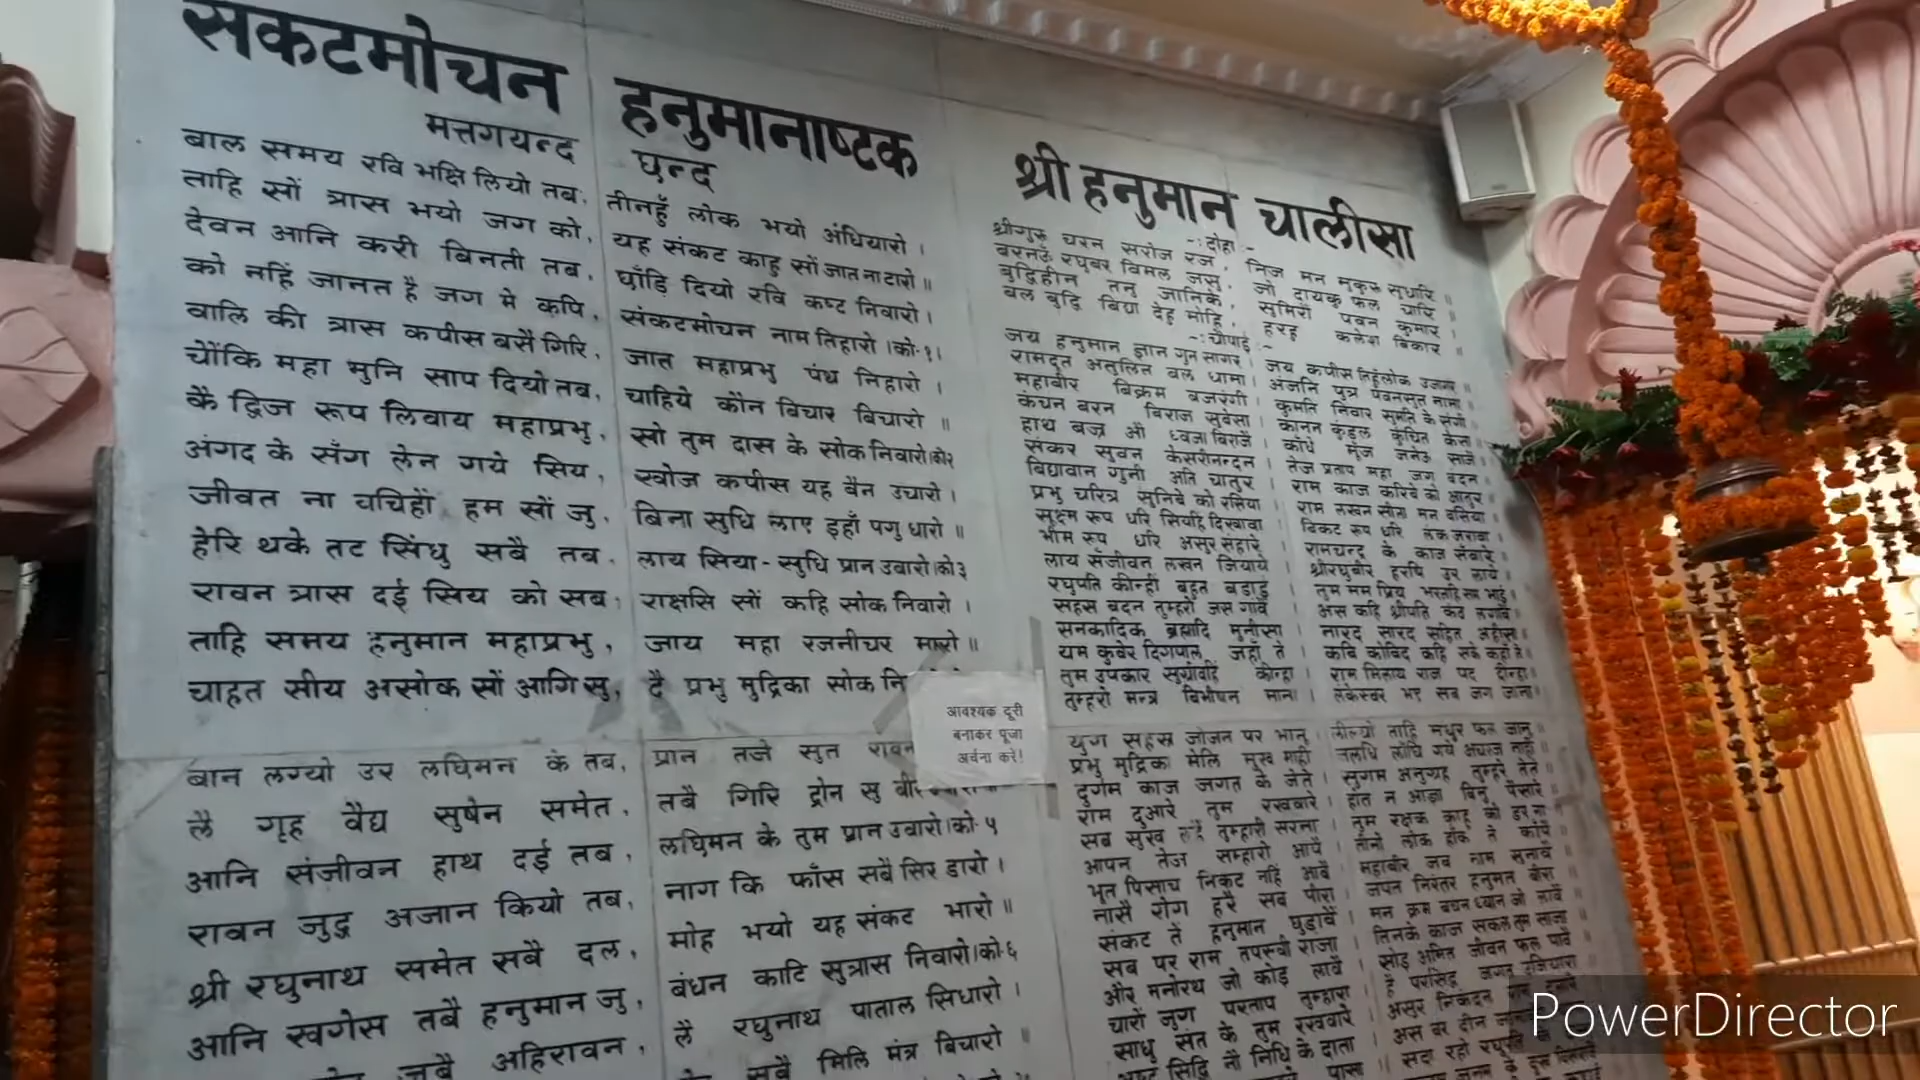 सकटमोचन हनुमानाष्टक
मत्तगयन्द छन्द
बाल समय रवि भक्षि लियो तब, तीनहुँ लोक भयो अंधियारो ।
ताहि सों त्रास भयो जग को, यह संकट काहु सों जात ना टारो ॥
देवन आनि करी बिनती तब, छाँड़ि दियो रवि कष्ट निवारो ।
को नहिं जानत है जग मे कपि, संकटमोचन नाम तिहारो ।को॰१।
वालि की त्रास कपीस बसै गिरि, जात महाप्रभु पंथ निहारो ।
चोंकि महा मुनि साप दियो तब, चाहिये कौन बिचार बिचारो ॥
कै द्विज रूप लिवाय महाप्रभु, सो तुम दास के सोक निवारो।को२
अंगद के सँग लेन गये सिय, खोज कपीस यह बैन उचारो ।
जीवत ना वचिहौ हम सों जु, बिना सुधि लाए इहाँ पगु धारो ॥
हेरि थके तट सिंधु सबै तब, लाय सिया-सुधि प्रान उबारो।को३
रावन त्रास दई सिय को सब, राक्षसि सों कहि सोक निवारो ।
ताहि समय हनुमान महाप्रभु, जाय महा रजनीचर मारो ॥
चाहत सीय असोक सों आगि सु, दै प्रभु मुद्रिका सोक नि
बान लग्यो उर लछिमन कें तब, प्रान तजे सुत रावन
लै गृह वैद्य सुषेन समेत, तबै गिरि द्रोन सु बीर
आनि संजीवन हाथ दई तब, लछिमन के तुम प्रान उबारो।को॰५
रावन जुद्ध अजान कियो तब, नाग कि फाँस सबै सिर डारो ।
श्री रघुनाथ समेत सबै दल, मोह भयो यह संकट भारो ॥
आनि खगेस तबै हनुमान जु, बंधन काटि सुत्रास निवारो।को॰६
जबै अहिरावन, लै रघुनाथ पाताल सिधारो ।
सबै मिलि मंत्र बिचारो ॥
श्री हनुमान चालीसा
-:दोहा:-
श्रीगुरु चरन सरोज रज, निज मन मुकुरु सुधारि ॥
बरनऊँ रघुबर बिमल जसु, जो दायकु फल चारि ॥
बुद्धिहीन तनु जानिके, सुमिरौं पवन कुमार ।
बल बुद्धि बिद्या देहु मोहि, हरहु कलेश बिकार ॥
-:चौपाई:-
जय हनुमान ज्ञान गुन सागर । जय कपीस तिहुंलोक उजागर ॥
रामदूत अतुलित बल धामा । अंजनि पुत्र पवनसुत नामा ॥
महाबीर बिक्रम बजरंगी । कुमति निवार सुमति के संगी ॥
कंचन बरन बिराज सुबेसा । कानन कुंडल कुंचित केसा ॥
हाथ बज्र औ ध्वजा बिराजे । काँधे मूँज जनेऊ साजे ॥
संकर सुवन केसरीनन्दन । तेज प्रताप महा जग बंदन ॥
बिद्यावान गुनी अति चातुर । राम काज करिबे को आतुर ॥
प्रभु चरित्र सुनिबे को रसिया । राम लखन सीता मन बसिया ॥
सूक्ष्म रूप धरि सियहिं दिखावा । बिकट रूप धरि लंक जरावा ॥
भीम रूप धरि असुर संहारे । रामचन्द्र के काज संवारे ॥
लाय सँजीवन लखन जियाये । श्रीरघुबीर हरषि उर लाये ॥
रघुपति कीन्ही बहुत बडाई । तुम मम प्रिय भरतहि सम भाई ॥
सहस बदन तुम्हरो जस गावें । अस कहि श्रीपति कंठ लगावें ॥
सनकादिक ब्रह्मादि मुनीसा । नारद सारद सहित अहीसा ॥
यम कुबेर दिगपाल जहाँ ते । कबि कोबिद कहि सके कहाँ ते ॥
तुम उपकार सुग्रीवहिं कीन्हा । राम मिलाय राज पद दीन्हा ॥
तुम्हरो मन्त्र बिभीषन माना । लंकेस्वर भए सब जग जाना ॥
युग सहस्र जोजन पर भानू । लील्यो ताहि मधुर फल जानू ॥
प्रभु मुद्रिका मेलि मुख माही । जलधि लाँघि गये अचरज नाहीं ॥
दुर्गम काज जगत के जेते । सुगम अनुग्रह तुम्हरे तेते ॥
राम दुआरे तुम रखवारे । होत न आज्ञा बिनु पैसारे ॥
सब सुख लहै तुम्हारी सरना । तुम रक्षक काहू को डर ना ॥
आपन तेज सम्हारो आपै । तीनों लोक हाँक ते काँपै ॥
भूत पिसाच निकट नहिं आवें । महाबीर जब नाम सुनावें ॥
नासै रोग हरै सब पीरा । जपत निरंतर हनुमत बीरा ॥
संकट तें हनुमान छुडावें । मन क्रम बचन ध्यान जो लावें ॥
सब पर राम तपस्वी राजा । तिनके काज सकल तुम साजा ॥
और मनोरथ जो कोइ लावें । सोइ अमित जीवन फल पावें ॥
चारों जुग परताप तुम्हारा । है परसिद्ध जगत उजियारा ॥
साधु संत के तुम रखवारे । असुर निकंदन
अष्ट सिद्धि नौ निधि के दाता । अस बर दीन
पासा । सदा रहो रघुपति
आवश्यक दूरी
बनाकर पूजा
अर्चना करे!
PowerDirector